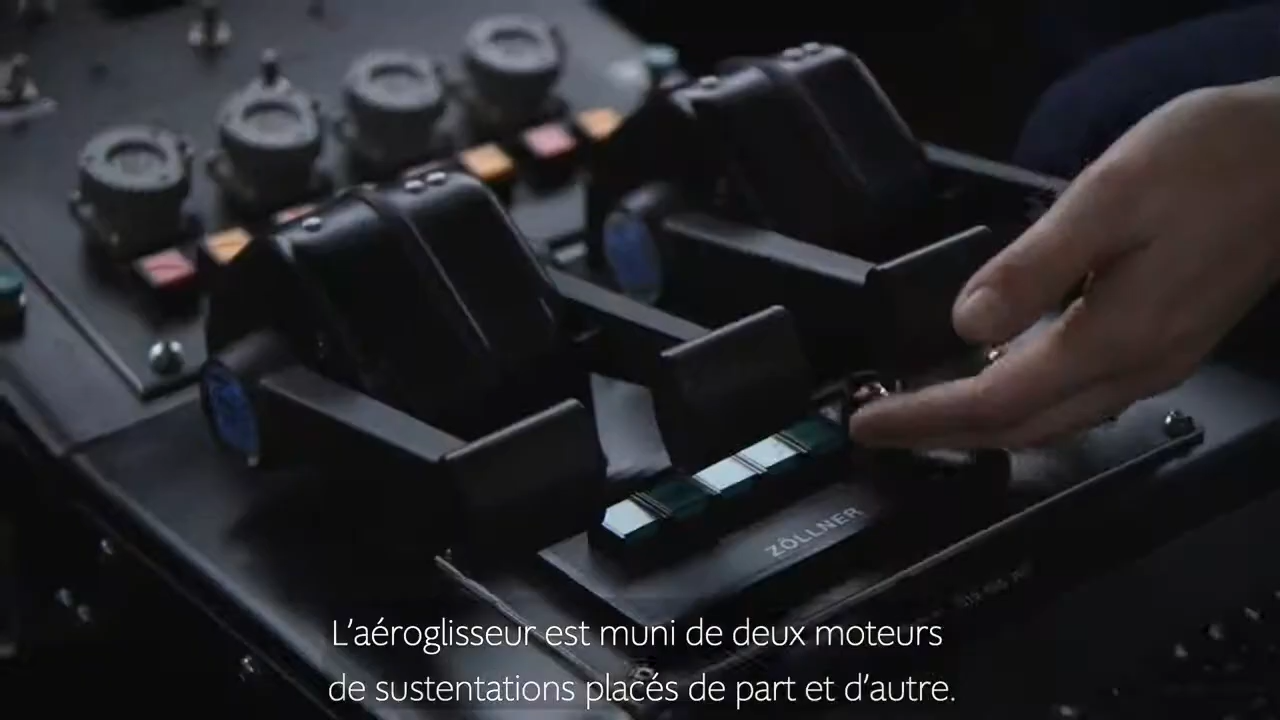 ZÖLLNER
L’aéroglisseur est muni de deux moteurs
de sustentations placés de part et d’autre.